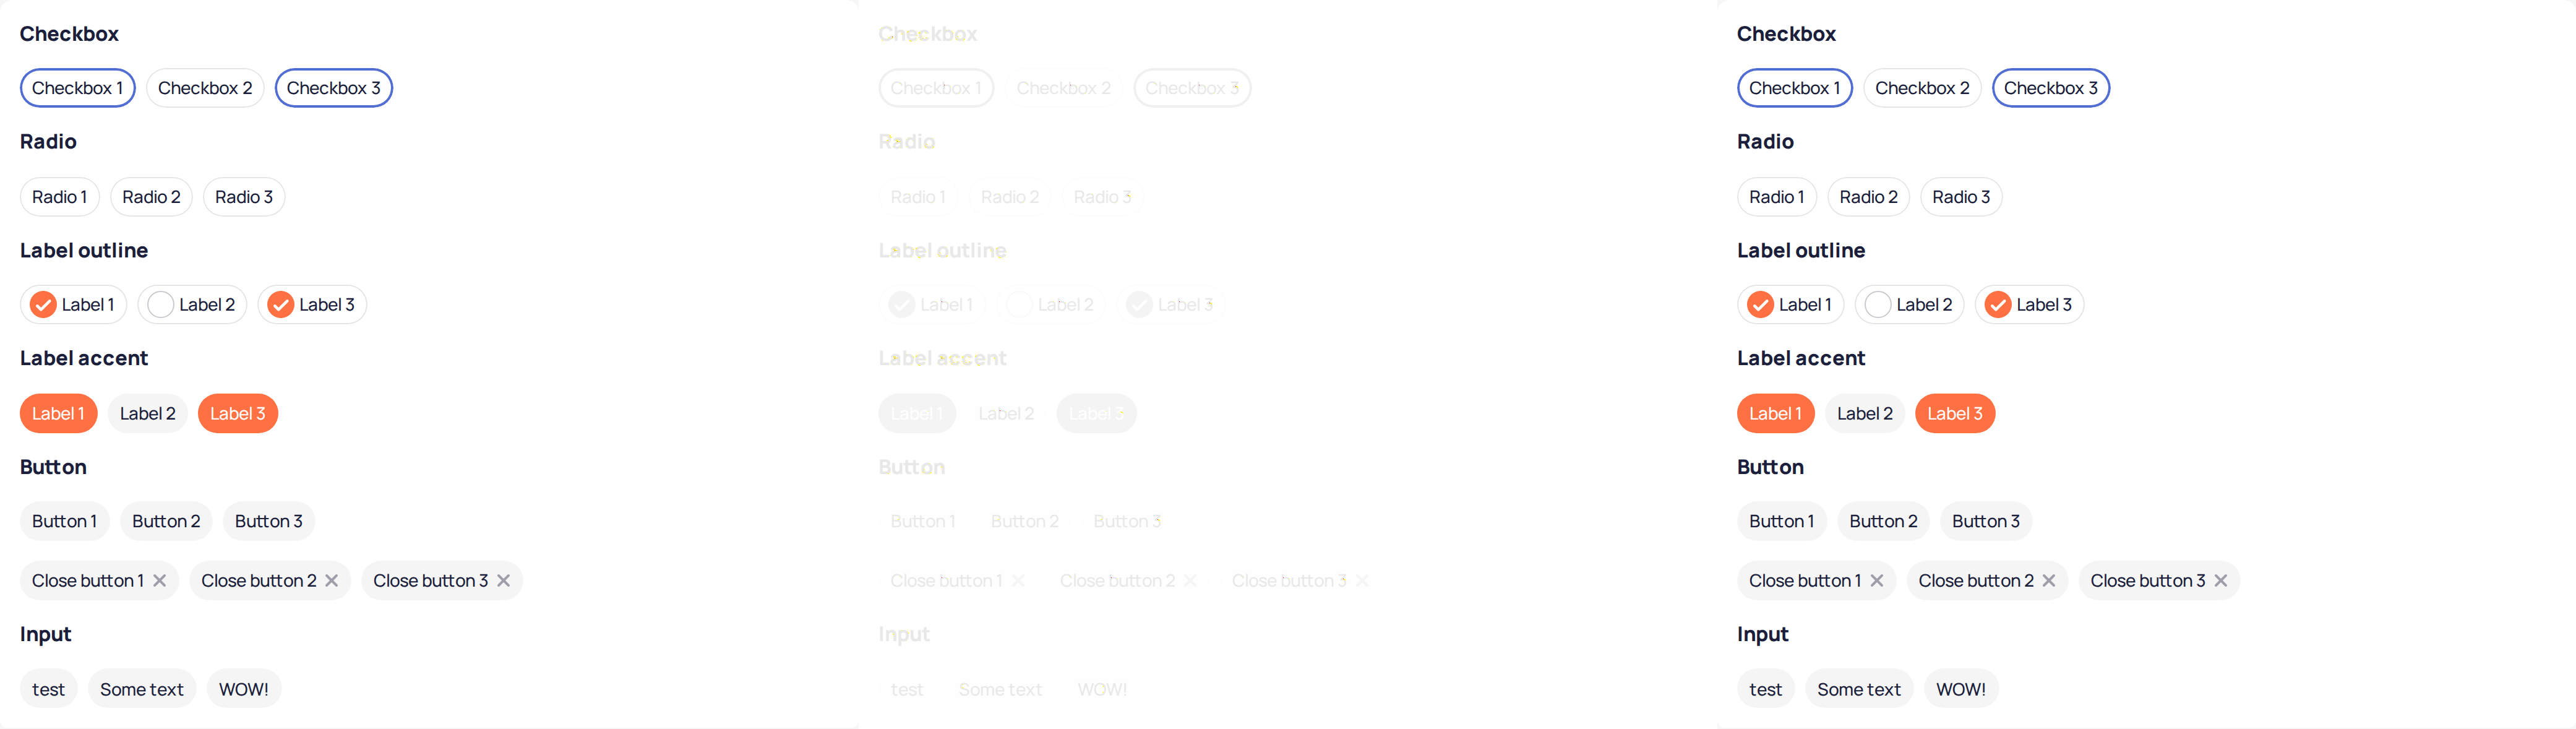 Checkbox
Checkbox 1 Checkbox 2 Checkbox 3
Radio
Radio 1 Radio 2 Radio 3
Label outline
Label 1 Label 2 Label 3
Label accent
Label 1 Label 2 Label 3
Button
Button 1 Button 2 Button 3
Close button 1 Close button 2 Close button 3
Input
test Some text WOW!
Checkbox
Checkbox 1 Checkbox 2 Checkbox 3
Radio
Radio 1 Radio 2 Radio 3
Label outline
Label 1 Label 2 Label 3
Label accent
Label 1 Label 2 Label 3
Button
Button 1 Button 2 Button 3
Close button 1 Close button 2 Close button 3
Input
test Some text WOW!
Checkbox
Checkbox 1 Checkbox 2 Checkbox 3
Radio
Radio 1 Radio 2 Radio 3
Label outline
Label 1 Label 2 Label 3
Label accent
Label 1 Label 2 Label 3
Button
Button 1 Button 2 Button 3
Close button 1 Close button 2 Close button 3
Input
test Some text WOW!